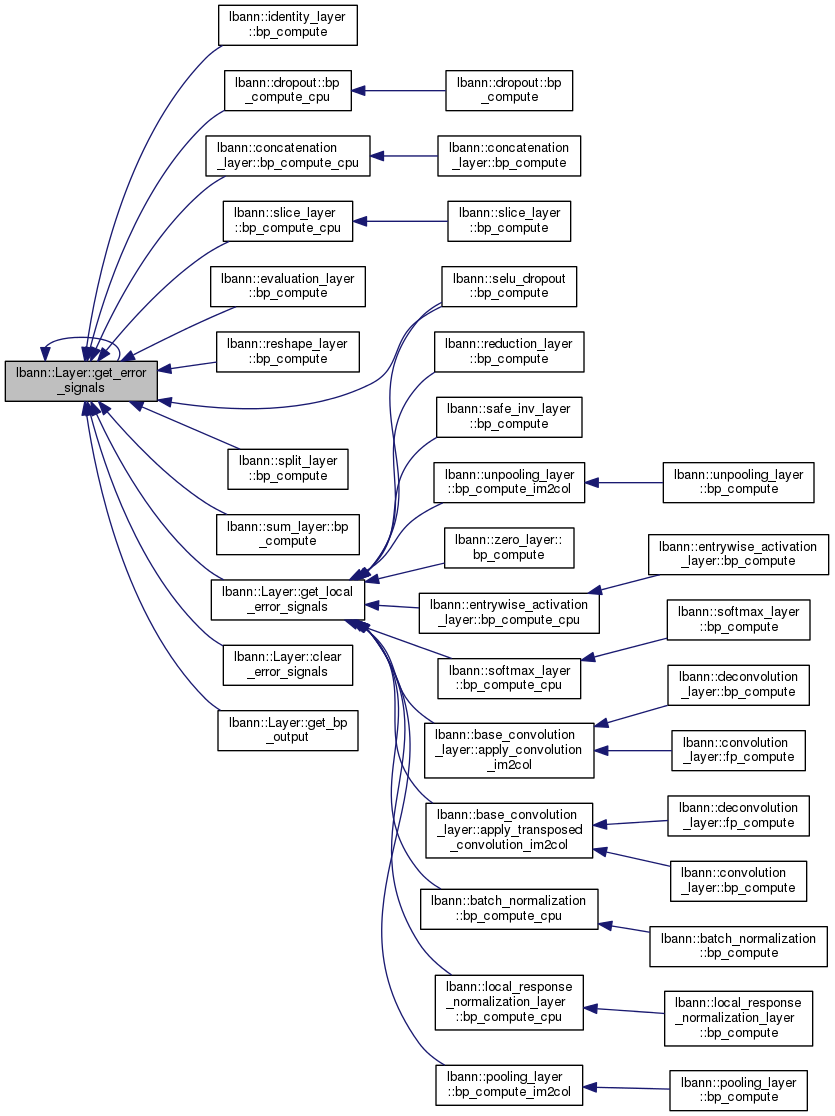 lbann::identity_layer
::bp_compute
lbann::dropout::bp
_compute_cpu
lbann::dropout::bp
_compute
lbann::concatenation
_layer::bp_compute_cpu
lbann::concatenation
_layer::bp_compute
lbann::slice_layer
::bp_compute_cpu
lbann::slice_layer
::bp_compute
lbann::evaluation_layer
::bp_compute
lbann::selu_dropout
::bp_compute
lbann::reshape_layer
::bp_compute
lbann::reduction_layer
::bp_compute
lbann::Layer::get_error
_signals
lbann::safe_inv_layer
::bp_compute
lbann::split_layer
::bp_compute
lbann::unpooling_layer
::bp_compute_im2col
lbann::unpooling_layer
::bp_compute
lbann::sum_layer::bp
_compute
lbann::zero_layer::
bp_compute
lbann::entrywise_activation
_layer::bp_compute
lbann::Layer::get_local
_error_signals
lbann::entrywise_activation
_layer::bp_compute_cpu
lbann::softmax_layer
::bp_compute
lbann::Layer::clear
_error_signals
lbann::softmax_layer
::bp_compute_cpu
lbann::deconvolution
_layer::bp_compute
lbann::Layer::get_bp
_output
lbann::base_convolution
_layer::apply_convolution
_im2col
lbann::convolution
_layer::fp_compute
lbann::base_convolution
_layer::apply_transposed
_convolution_im2col
lbann::deconvolution
_layer::fp_compute
lbann::convolution
_layer::bp_compute
lbann::batch_normalization
::bp_compute_cpu
lbann::batch_normalization
::bp_compute
lbann::local_response
_normalization_layer
::bp_compute_cpu
lbann::local_response
_normalization_layer
::bp_compute
lbann::pooling_layer
::bp_compute_im2col
lbann::pooling_layer
::bp_compute